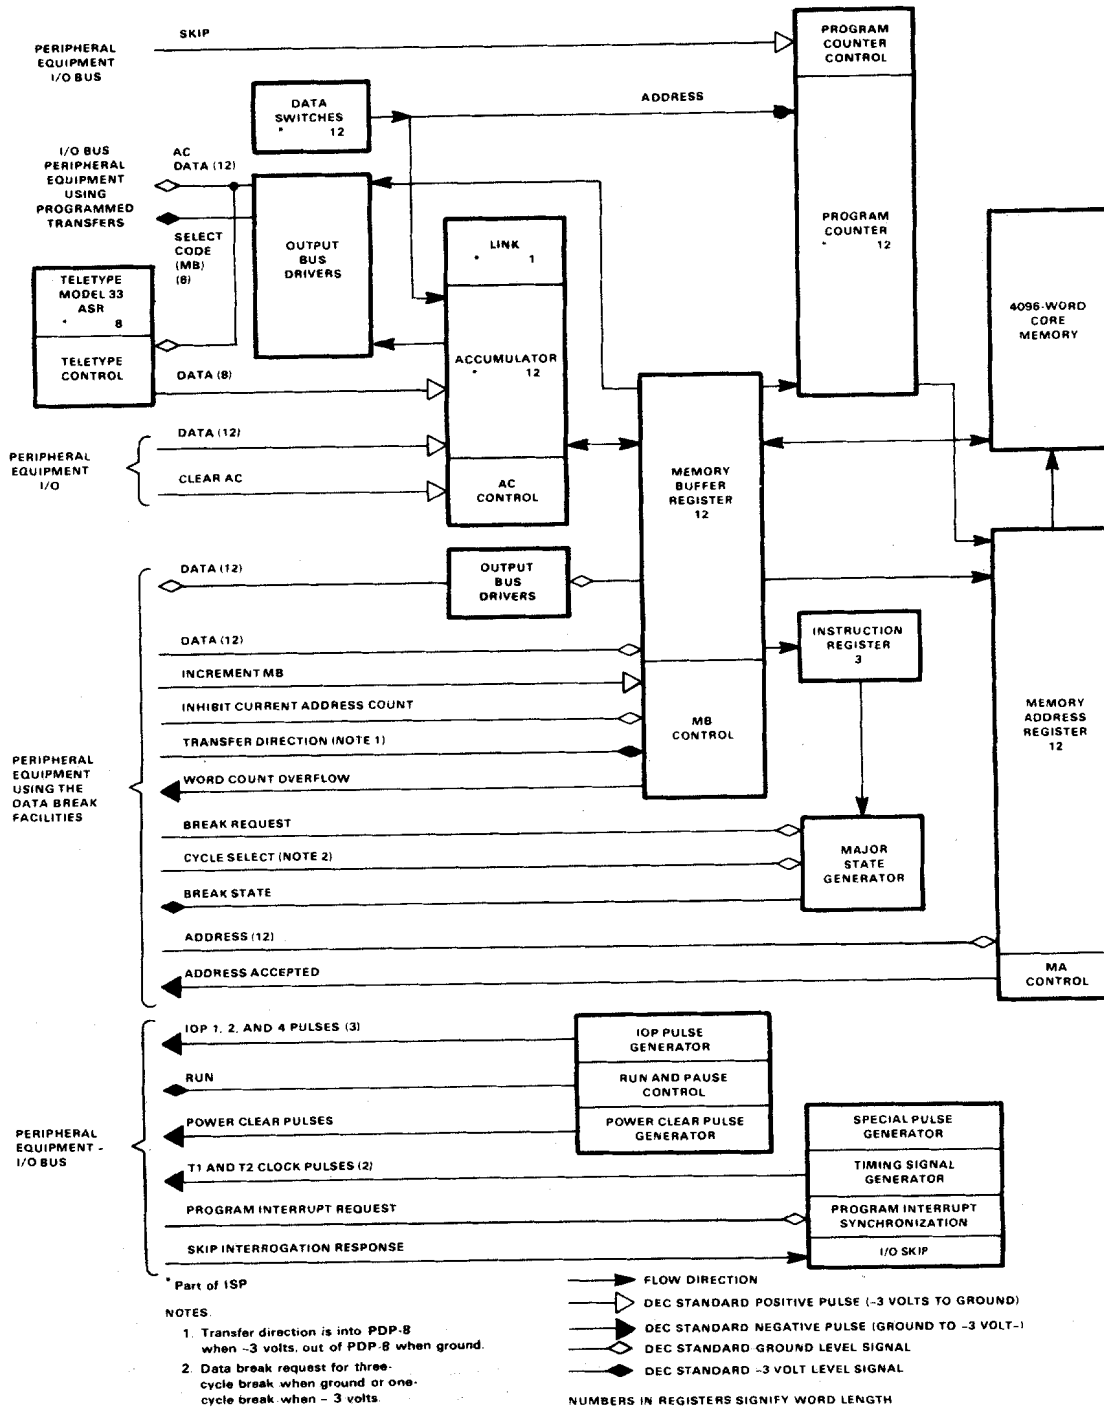 SKIP
PERIPHERAL
EQUIPMENT
I/O BUS
PROGRAM
COUNTER
CONTROL
DATA
SWITCHES
* 12
ADDRESS
I/O BUS
PERIPHERAL
EQUIPMENT
USING
PROGRAMMED
TRANSFERS
AC
DATA (12)
SELECT
CODE
(MB)
(6)
OUTPUT
BUS
DRIVERS
LINK
* 1
PROGRAM
COUNTER
* 12
4096-WORD
CORE
MEMORY
TELETYPE
MODEL 33
ASR
* 8
TELETYPE
CONTROL
ACCUMULATOR
* 12
DATA (8)
PERIPHERAL
EQUIPMENT
I/O
DATA (12)
CLEAR AC
AC
CONTROL
MEMORY
BUFFER
REGISTER
12
DATA (12)
OUTPUT
BUS
DRIVERS
DATA (12)
INSTRUCTION
REGISTER
3
INCREMENT MB
INHIBIT CURRENT ADDRESS COUNT
TRANSFER DIRECTION (NOTE 1)
WORD COUNT OVERFLOW
MB
CONTROL
MEMORY
ADDRESS
REGISTER
12
PERIPHERAL
EQUIPMENT
USING THE
DATA BREAK
FACILITIES
BREAK REQUEST
CYCLE SELECT (NOTE 2)
BREAK STATE
MAJOR
STATE
GENERATOR
ADDRESS (12)
ADDRESS ACCEPTED
MA
CONTROL
IOP 1, 2, AND 4 PULSES (3)
IOP PULSE
GENERATOR
RUN
RUN AND PAUSE
CONTROL
POWER CLEAR PULSES
POWER CLEAR PULSE
GENERATOR
PERIPHERAL
EQUIPMENT -
I/O BUS
SPECIAL PULSE
GENERATOR
T1 AND T2 CLOCK PULSES (2)
TIMING SIGNAL
GENERATOR
PROGRAM INTERRUPT REQUEST
PROGRAM INTERRUPT
SYNCHRONIZATION
SKIP INTERROGATION RESPONSE
I/O SKIP
* Part of ISP
NOTES.
1. Transfer direction is into PDP-8
when -3 volts, out of PDP-8 when ground.
2. Data break request for three-
cycle break when ground or one-
cycle break when - 3 volts.
FLOW DIRECTION
DEC STANDARD POSITIVE PULSE (-3 VOLTS TO GROUND)
DEC STANDARD NEGATIVE PULSE (GROUND TO -3 VOLT-)
DEC STANDARD GROUND LEVEL SIGNAL
DEC STANDARD -3 VOLT LEVEL SIGNAL
NUMBERS IN REGISTERS SIGNIFY WORD LENGTH